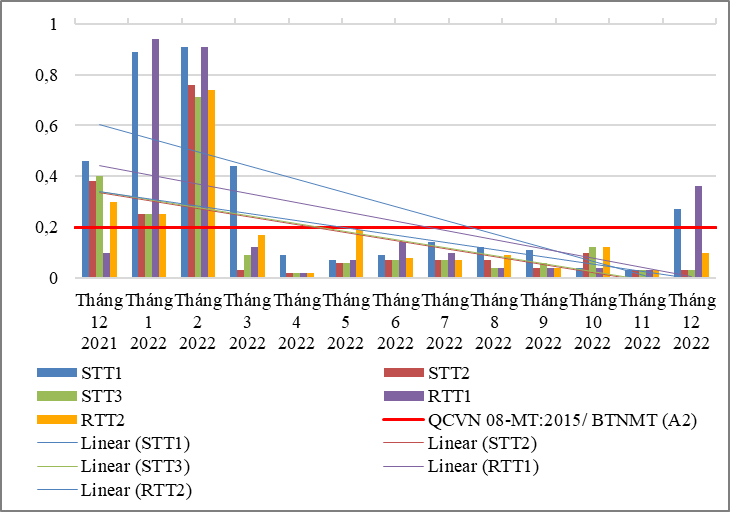 1
0,8
0,6
0,4
0,2
0
Tháng Tháng Tháng Tháng Tháng Tháng Tháng Tháng Tháng Tháng Tháng Tháng Tháng
12 1 2 3 4 5 6 7 8 9 10 11 12
2021 2022 2022 2022 2022 2022 2022 2022 2022 2022 2022 2022 2022
STT1 STT2
STT3 RTT1
RTT2 QCVN 08-MT:2015/ BTNMT (A2)
Linear (STT1) Linear (STT2)
Linear (STT3) Linear (RTT1)
Linear (RTT2)